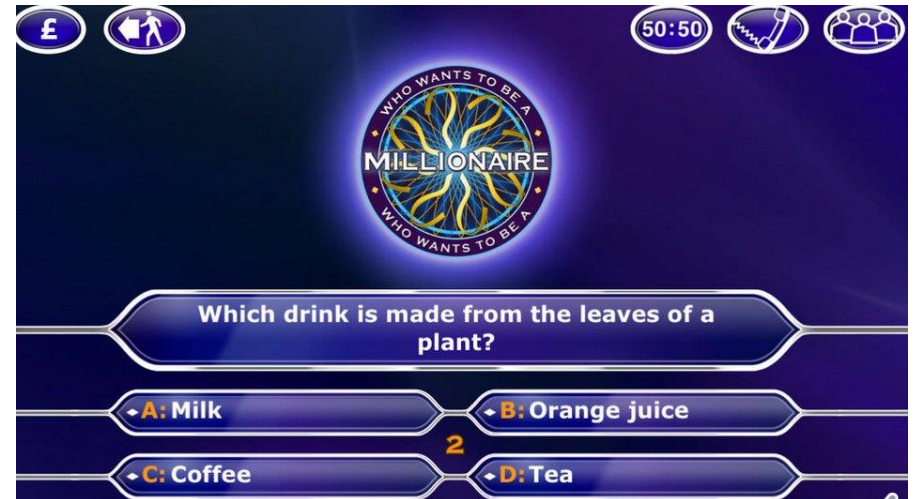 £
50:50
WHO WANTS TO BE A
MILLIONAIRE
WHO WANTS TO BE A
Which drink is made from the leaves of a
plant?
A: Milk
B: Orange juice
2
C: Coffee
D: Tea